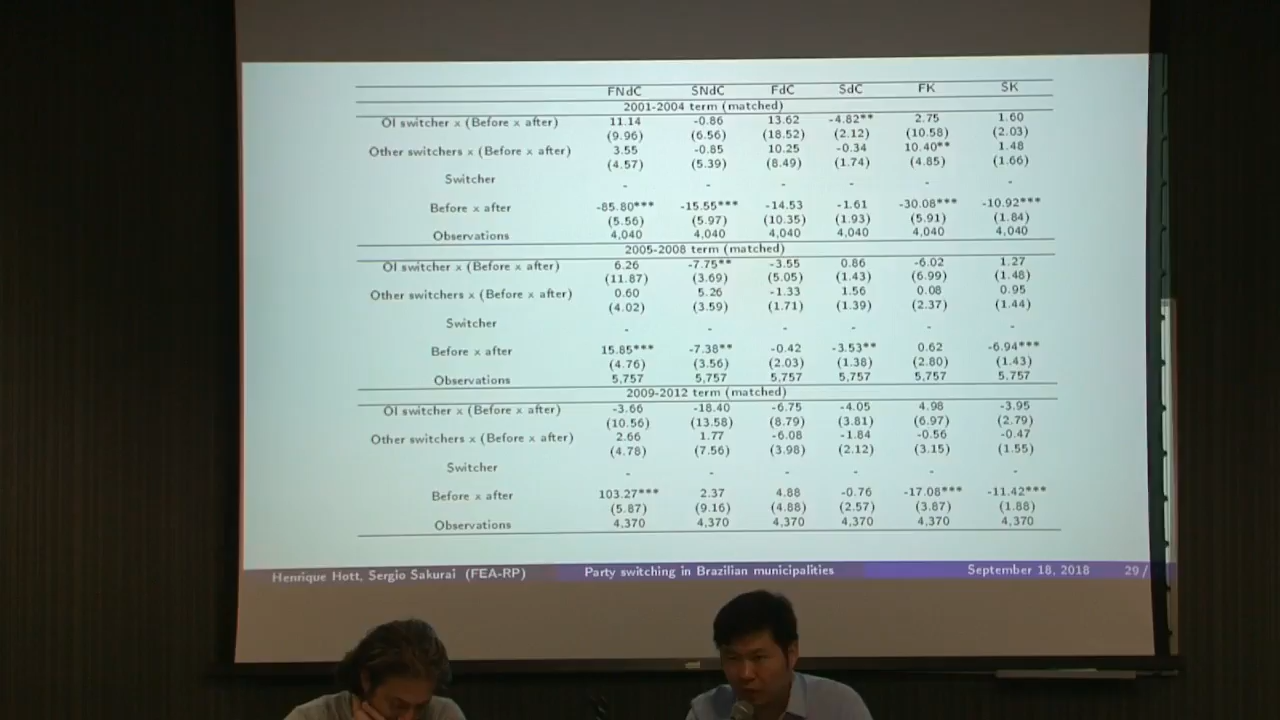 FNdC SNdC FdC SdC FK SK
2001-2004 term (matched)
OI switcher x (Before x after) 11.14 -0.86 13.62 -4.82** 2.75 1.60
(9.96) (6.56) (18.52) (2.12) (10.58) (2.03)
Other switchers x (Before x after) 3.55 -0.85 10.25 -0.34 10.40** 1.48
(4.57) (5.39) (8.49) (1.74) (4.85) (1.66)
Switcher - - - - - -
Before x after -85.80*** -15.55*** -14.53 -1.61 -30.08*** -10.92***
(5.56) (5.97) (10.35) (1.93) (5.91) (1.84)
Observations 4,040 4,040 4,040 4,040 4,040 4,040
2005-2008 term (matched)
OI switcher x (Before x after) 6.26 -7.75** -3.55 0.86 -6.02 1.27
(11.87) (3.69) (5.05) (1.43) (6.99) (1.48)
Other switchers x (Before x after) 0.60 5.26 -1.33 1.56 0.08 0.95
(4.02) (3.59) (1.71) (1.39) (2.37) (1.44)
Switcher - - - - - -
Before x after 15.85*** -7.38** -0.42 -3.53** 0.62 -6.94***
(4.76) (3.56) (2.03) (1.38) (2.80) (1.43)
Observations 5,757 5,757 5,757 5,757 5,757 5,757
2009-2012 term (matched)
OI switcher x (Before x after) -3.66 -18.40 -6.75 -4.05 4.98 -3.95
(10.56) (13.58) (8.79) (3.81) (6.97) (2.79)
Other switchers x (Before x after) 2.66 1.77 -6.08 -1.84 -0.56 -0.47
(4.78) (7.56) (3.98) (2.12) (3.15) (1.55)
Switcher - - - - - -
Before x after 103.27*** 2.37 4.88 -0.76 -17.08*** -11.42***
(5.87) (9.16) (4.88) (2.57) (3.87) (1.88)
Observations 4,370 4,370 4,370 4,370 4,370 4,370
Henrique Hott, Sergio Sakurai (FEA-RP) Party switching in Brazilian municipalities September 18, 2018 29 /